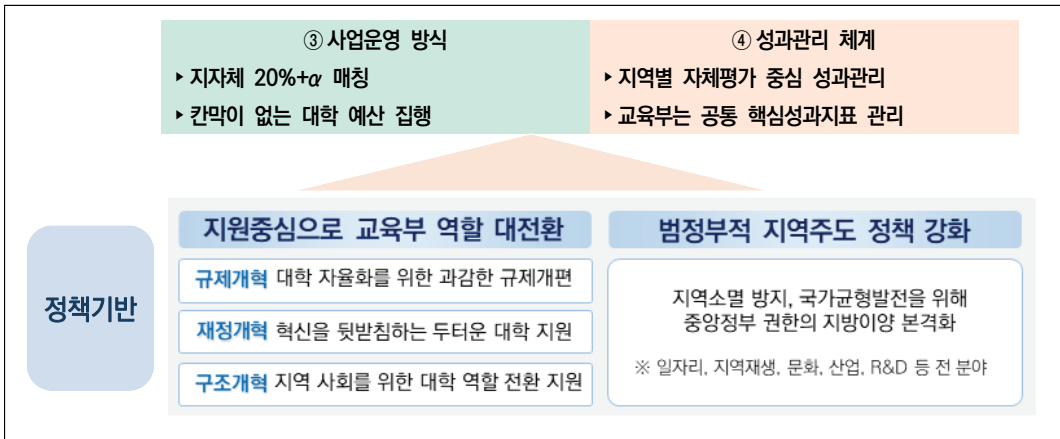 ③ 사업운영 방식
▸ 지자체 20%+α 매칭
▸ 칸막이 없는 대학 예산 집행
④ 성과관리 체계
▸ 지역별 자체평가 중심 성과관리
▸ 교육부는 공통 핵심성과지표 관리
정책기반
지원중심으로 교육부 역할 대전환
규제개혁 대학 자율화를 위한 과감한 규제개편
재정개혁 혁신을 뒷받침하는 두터운 대학 지원
구조개혁 지역 사회를 위한 대학 역할 전환 지원
범정부적 지역주도 정책 강화
지역소멸 방지, 국가균형발전을 위해
중앙정부 권한의 지방이양 본격화
※ 일자리, 지역재생, 문화, 산업, R&D 등 전 분야